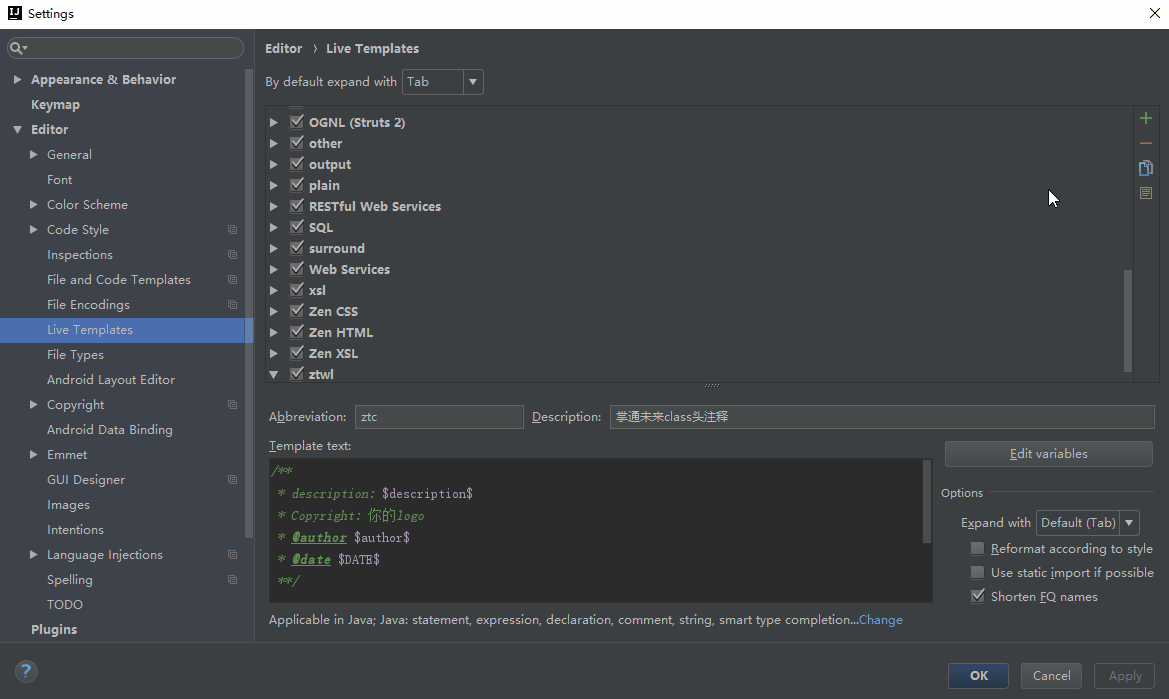 Settings
Appearance & Behavior
Keymap
Editor
General
Font
Color Scheme
Code Style
Inspections
File and Code Templates
File Encodings
Live Templates
File Types
Android Layout Editor
Copyright
Android Data Binding
Emmet
GUI Designer
Images
Intentions
Language Injections
Spelling
TODO
Plugins
Editor › Live Templates
By default expand with Tab
OGNL (Struts 2)
other
output
plain
RESTful Web Services
SQL
surround
Web Services
xsl
Zen CSS
Zen HTML
Zen XSL
ztwl
Abbreviation: ztc Description: 掌通未来class头注释
Template text:
/**
* description: $description$
* Copyright: 你的logo
* @author $author$
* @date $DATE$
**/
Edit variables
Options
Expand with Default (Tab)
Reformat according to style
Use static import if possible
Shorten FQ names
Applicable in Java; Java: statement, expression, declaration, comment, string, smart type completion...Change
?
OK Cancel Apply